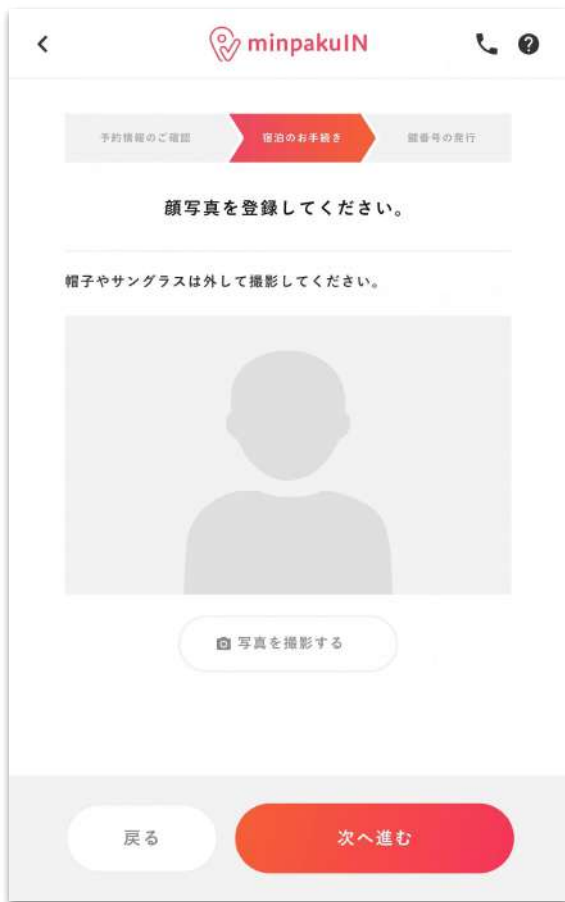 minpakuIN
予約情報のご確認
宿泊のお手続き
鍵番号の発行
顔写真を登録してください。
帽子やサングラスは外して撮影してください。
写真を撮影する
戻る
次へ進む